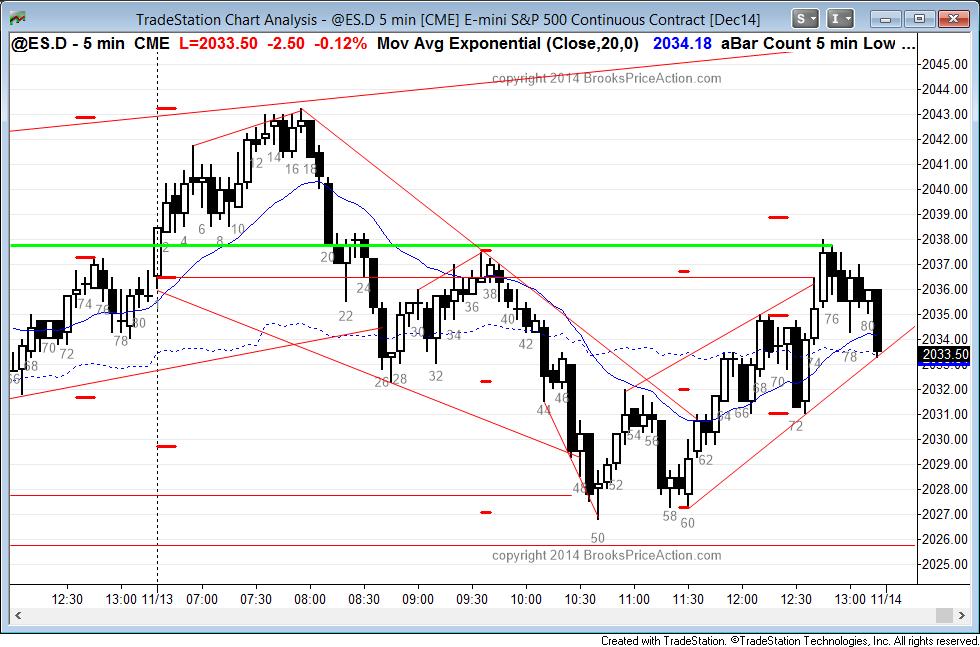 TradeStation Chart Analysis - @ES.D 5 min [CME] E-mini S&P 500 Continuous Contract [Dec14]
S I
@ES.D - 5 min CME L=2033.50 -2.50 -0.12% Mov Avg Exponential (Close,20,0) 2034.18 aBar Count 5 min Low ...
copyright 2014 BrooksPriceAction.com
2045.00
2044.00
2043.00
2042.00
2041.00
2040.00
2039.00
2038.00
2037.00
2036.00
2035.00
2034.00
2033.50
2032.00
2031.00
2030.00
2029.00
2028.00
2027.00
2026.00
2025.00
12 14 16 18
2 4 6 8 10
20 22 24 26 28
30 32 34 36 38
40 42 44 46 48
50 52 54 56 58
60 62 64 66 68
70 72 74 76 78 80
68 70 72 74 76 78 80
copyright 2014 BrooksPriceAction.com
12:30 13:00 11/13 07:00 07:30 08:00 08:30 09:00 09:30 10:00 10:30 11:00 11:30 12:00 12:30 13:00 11/14
Created with TradeStation. ©TradeStation Technologies, Inc. All rights reserved.